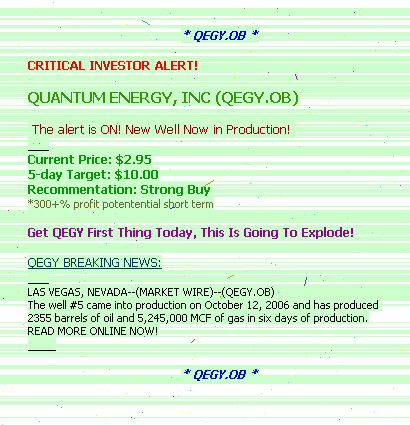 * QEGY.OB *
CRITICAL INVESTOR ALERT!
QUANTUM ENERGY, INC (QEGY.OB)
The alert is ON! New Well Now in Production!
Current Price: $2.95
5-day Target: $10.00
Recommentation: Strong Buy
*300+% profit potentential short term
Get QEGY First Thing Today, This Is Going To Explode!
QEGY BREAKING NEWS:
LAS VEGAS, NEVADA--(MARKET WIRE)--(QEGY.OB)
The well #5 came into production on October 12, 2006 and has produced
2355 barrels of oil and 5,245,000 MCF of gas in six days of production.
READ MORE ONLINE NOW!
* QEGY.OB *